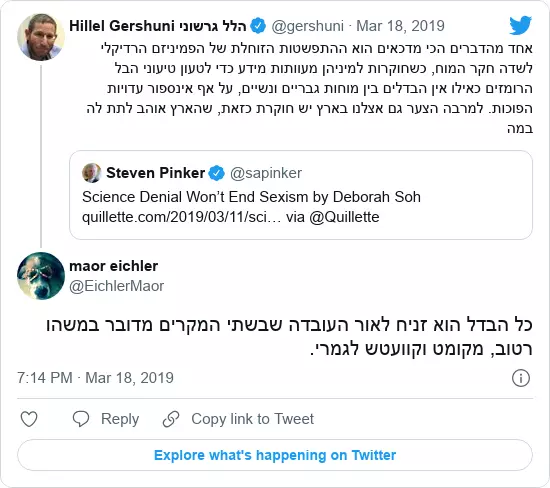 Hillel Gershuni הלל גרשוני @gershuni · Mar 18, 2019
אחד מהדברים הכי מדכאים הוא ההתפשטות הזוחלת של הפמיניזם הרדיקלי
לשדה חקר המוח, כשחוקרות למיניהן מעוותות מידע כדי לטעון טיעוני הבל
הרומזים כאילו אין הבדלים בין מוחות גבריים ונשיים, על אף אינספור עדויות
הפוכות. למרבה הצער גם אצלנו בארץ יש חוקרת כזאת, שהארץ אוהב לתת לה
במה
Steven Pinker @sapinker
Science Denial Won't End Sexism by Deborah Soh
quillette.com/2019/03/11/sci… via @Quillette
maor eichler
@EichlerMaor
כל הבדל הוא זניח לאור העובדה שבשתי המקרים מדובר במשהו
רטוב, מקומט וקוועטש לגמרי.
7:14 PM · Mar 18, 2019
Reply Copy link to Tweet
Explore what's happening on Twitter